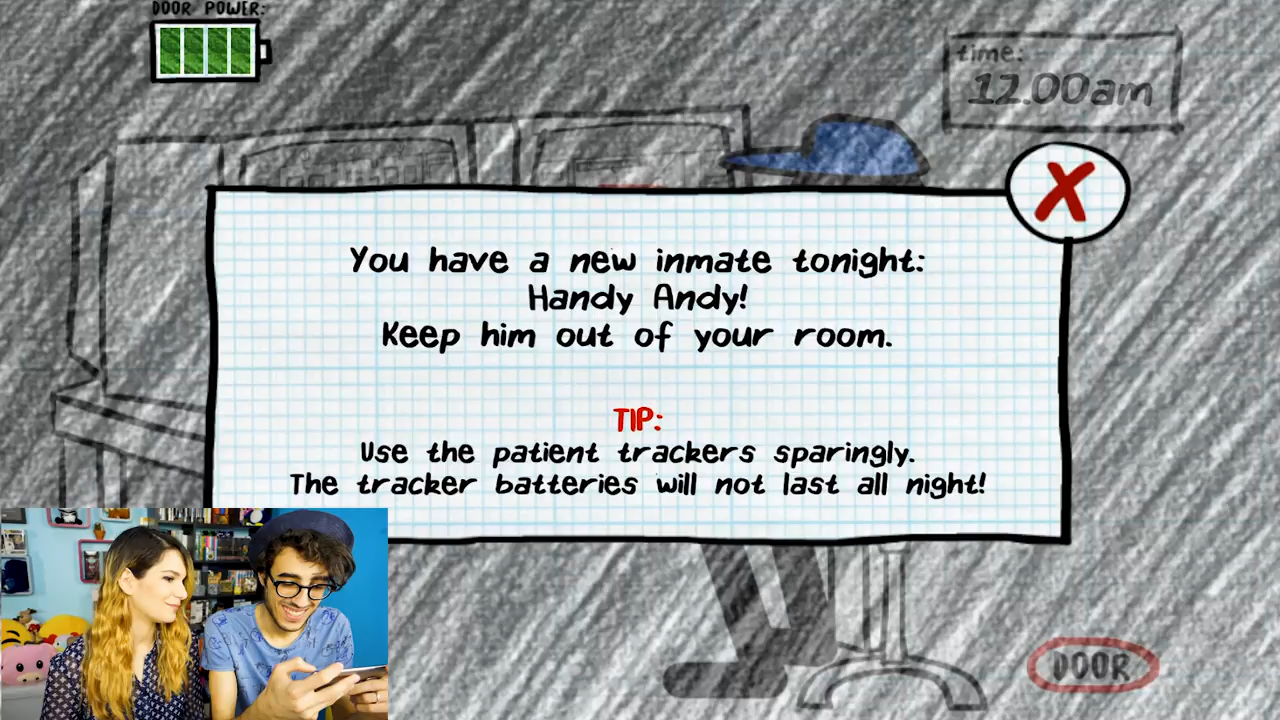 DOOR POWER:
time:
12.00am
X
You have a new inmate tonight:
Handy Andy!
Keep him out of your room.
TIP:
Use the patient trackers sparingly.
The tracker batteries will not last all night!
DOOR